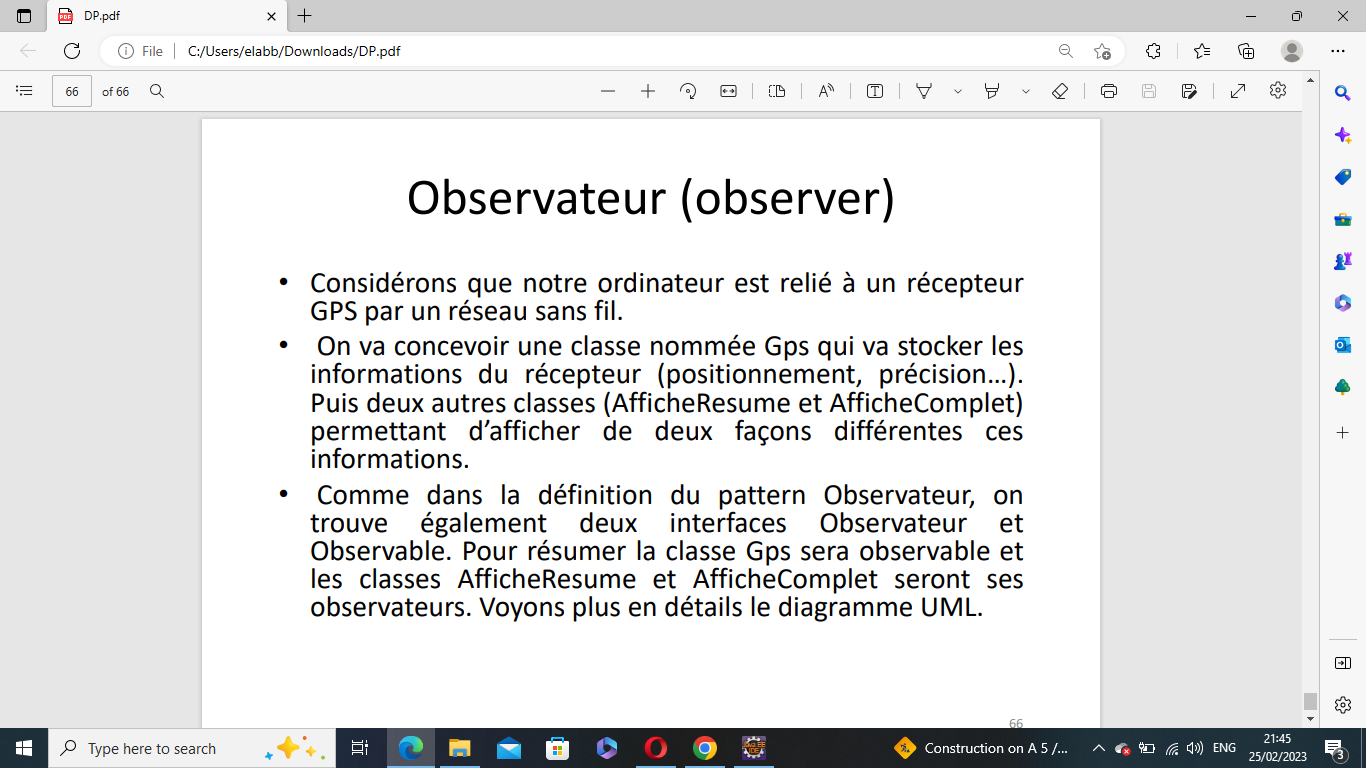 DP.pdf
File
C:/Users/elabb/Downloads/DP.pdf
66 of 66
Observateur (observer)
• Considérons que notre ordinateur est relié à un récepteur
GPS par un réseau sans fil.
• On va concevoir une classe nommée Gps qui va stocker les
informations du récepteur (positionnement, précision…).
Puis deux autres classes (AfficheResume et AfficheComplet)
permettant d’afficher de deux façons différentes ces
informations.
• Comme dans la définition du pattern Observateur, on
trouve également deux interfaces Observateur et
Observable. Pour résumer la classe Gps sera observable et
les classes AfficheResume et AfficheComplet seront ses
observateurs. Voyons plus en détails le diagramme UML.
66
Type here to search
Construction on A 5 /...
ENG
21:45
25/02/2023
3